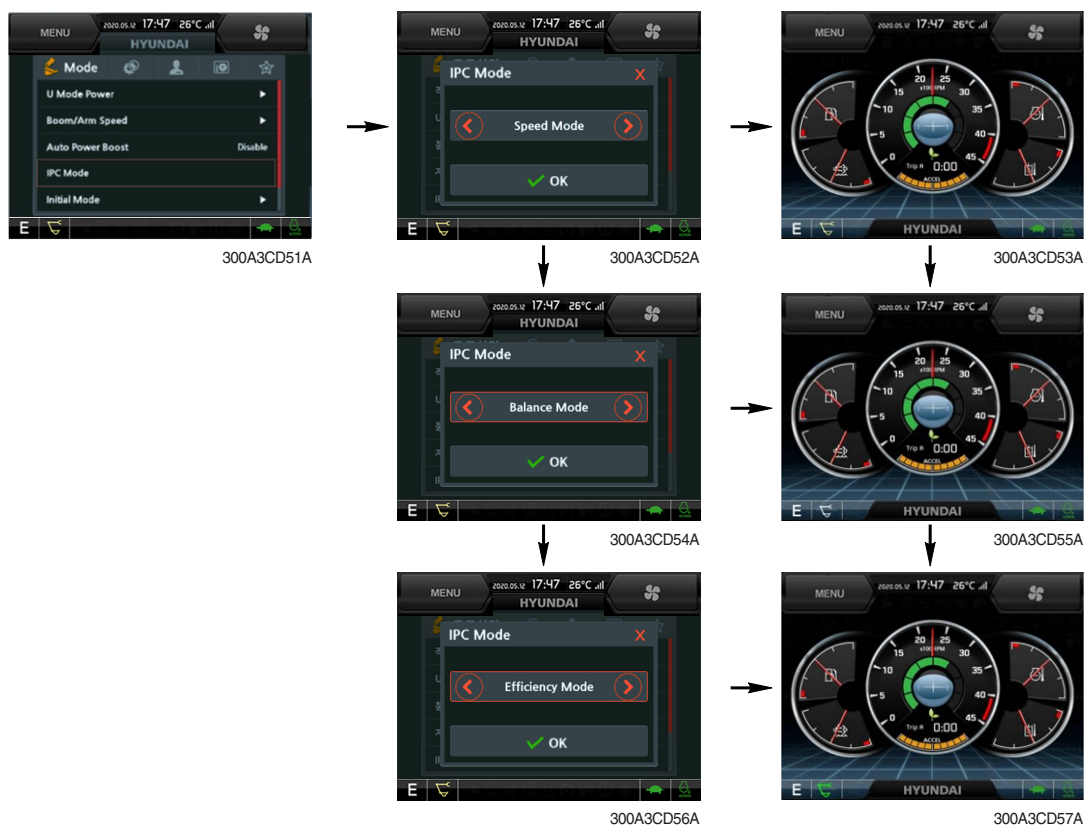 MENU 2020.05.12 17:47 26°C
HYUNDAI
Mode
U Mode Power
Boom/Arm Speed
Auto Power Boost Disable
IPC Mode
Initial Mode
E
300A3CD51A
MENU 2020.05.12 17:47 26°C
HYUNDAI
IPC Mode X
Speed Mode
OK
E
300A3CD52A
MENU 2020.05.12 17:47 26°C
0 5 10 15 20 25 30 35 40 45
x100 RPM
Trip A 0:00
ACCEL
E HYUNDAI
300A3CD53A
MENU 2020.05.12 17:47 26°C
HYUNDAI
IPC Mode X
Balance Mode
OK
E
300A3CD54A
MENU 2020.05.12 17:47 26°C
0 5 10 15 20 25 30 35 40 45
x100 RPM
Trip A 0:00
ACCEL
E HYUNDAI
300A3CD55A
MENU 2020.05.12 17:47 26°C
HYUNDAI
IPC Mode X
Efficiency Mode
OK
E
300A3CD56A
MENU 2020.05.12 17:47 26°C
0 5 10 15 20 25 30 35 40 45
x100 RPM
Trip A 0:00
ACCEL
E HYUNDAI
300A3CD57A